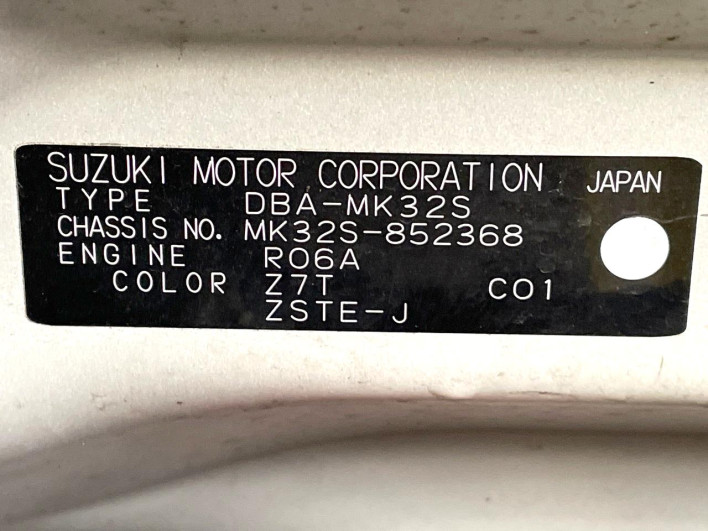 SUZUKI MOTOR CORPORATION JAPAN
TYPE DBA-MK32S
CHASSIS NO. MK32S-852368
ENGINE R06A
COLOR Z7T C01
ZSTE-J